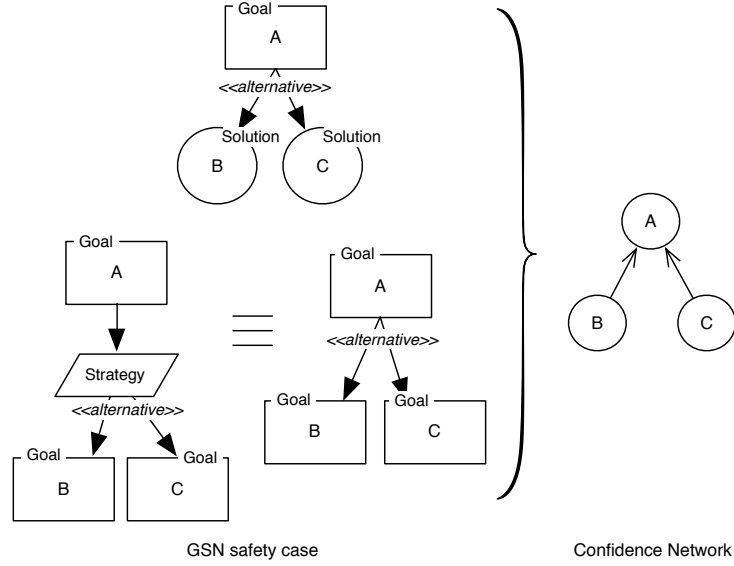 Goal
A
<<alternative>>
Solution
Solution
B
C
Goal
A
Strategy
<<alternative>>
Goal
Goal
B
C
Goal
A
<<alternative>>
Goal
Goal
B
C
A
B
C
GSN safety case
Confidence Network